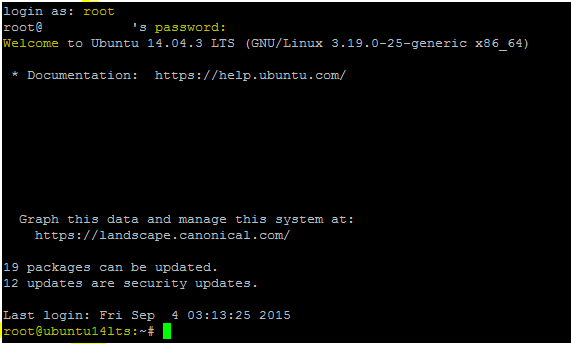 login as: root
root@ 's password:
Welcome to Ubuntu 14.04.3 LTS (GNU/Linux 3.19.0-25-generic x86_64)
* Documentation: https://help.ubuntu.com/
Graph this data and manage this system at:
https://landscape.canonical.com/
19 packages can be updated.
12 updates are security updates.
Last login: Fri Sep 4 03:13:25 2015
root@ubuntu14lts:~#